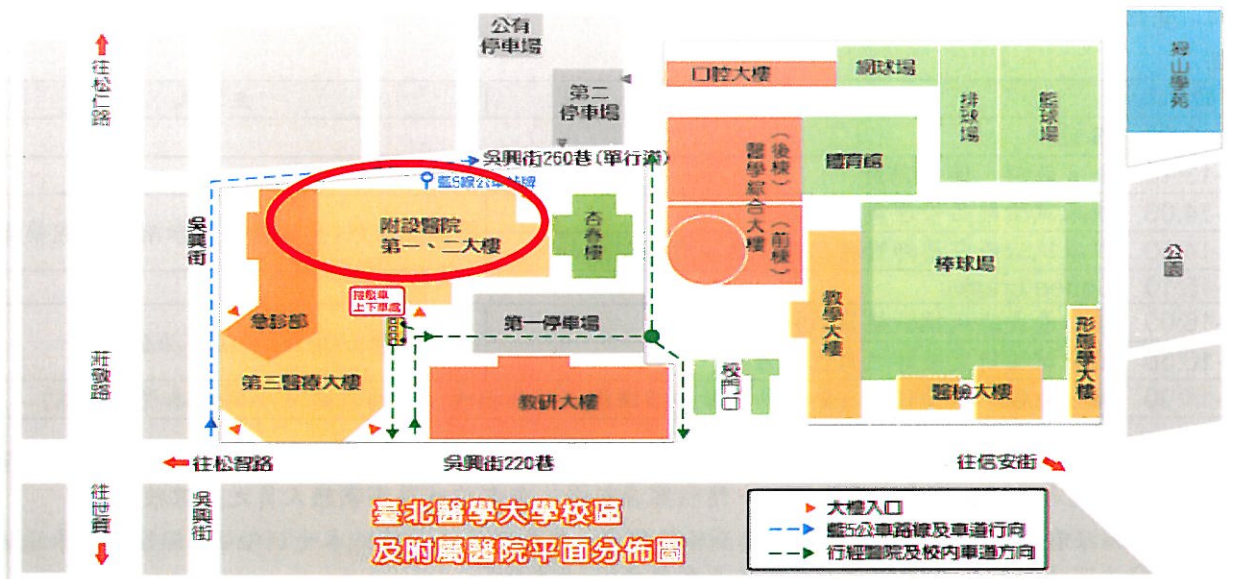 公有
停車場
往松仁路
第二
停車場
口腔大樓
網球場
排球場
籃球場
拇山學苑
吳興街260巷(單行道)
藍5線公車站牌
醫學綜合大樓
(後棟)
(前棟)
體育館
吳興街
附設醫院
第一、二大樓
杏春樓
棒球場
公園
接駁車
上下車處
急診部
第一停車場
教學大樓
形態學大樓
莊敬路
第三醫療大樓
教研大樓
校門口
醫檢大樓
往松智路
吳興街220巷
往信安街
往世貿
吳興街
臺北醫學大學校區
及附屬醫院平面分佈圖
大樓入口
藍5公車路線及車道行向
行經醫院及校內車道方向